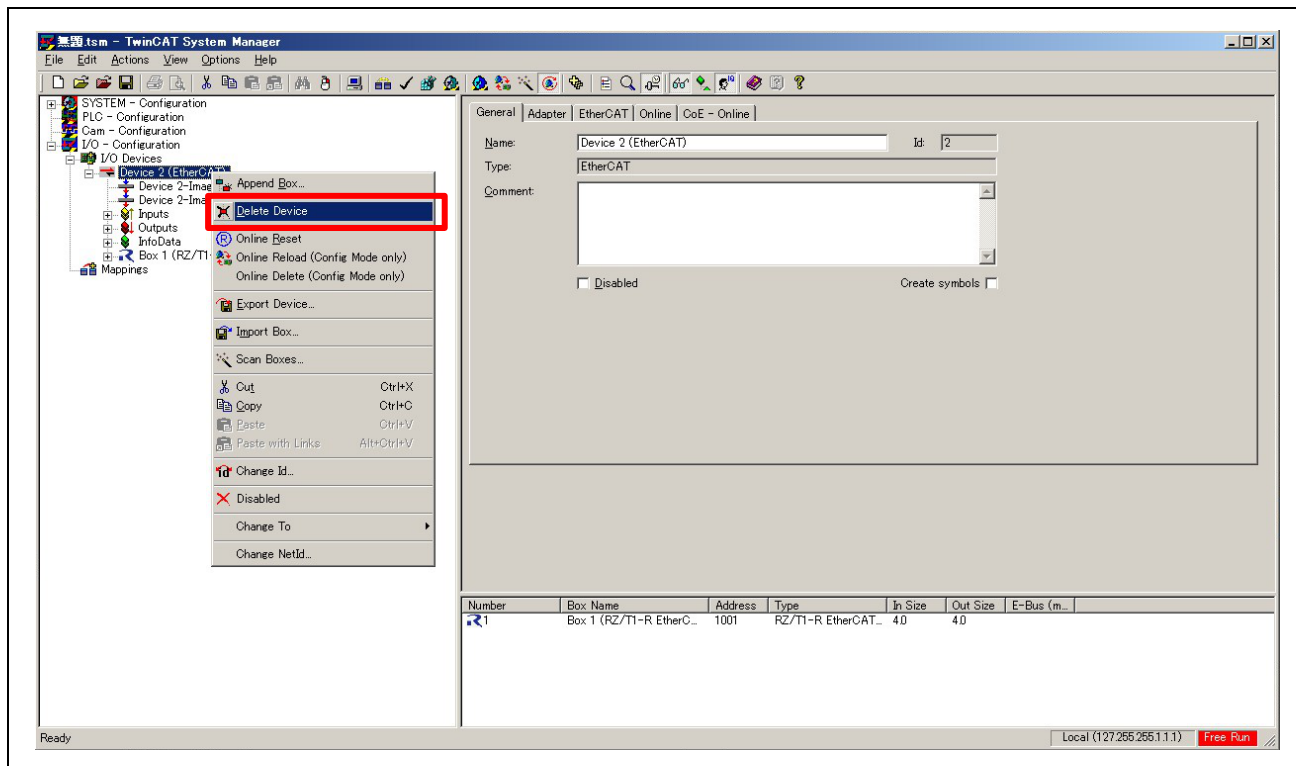 無題.tsm - TwinCAT System Manager
File Edit Actions View Options Help
SYSTEM - Configuration
PLC - Configuration
Cam - Configuration
I/O - Configuration
I/O Devices
Device 2 (EtherCAT)
Device 2-Imag
Device 2-Ima
Inputs
Outputs
InfoData
Box 1 (RZ/T1
Mappings
Append Box...
Delete Device
Online Reset
Online Reload (Config Mode only)
Online Delete (Config Mode only)
Export Device...
Import Box...
Scan Boxes...
Cut Ctrl+X
Copy Ctrl+C
Paste Ctrl+V
Paste with Links Alt+Ctrl+V
Change Id...
Disabled
Change To
Change NetId...
General Adapter EtherCAT Online CoE - Online
Name: Device 2 (EtherCAT) Id: 2
Type: EtherCAT
Comment:
Disabled Create symbols
Number Box Name Address Type In Size Out Size E-Bus (m...
1 Box 1 (RZ/T1-R EtherC... 1001 RZ/T1-R EtherCAT... 4.0 4.0
Ready Local (127.255.255.1.1.1) Free Run